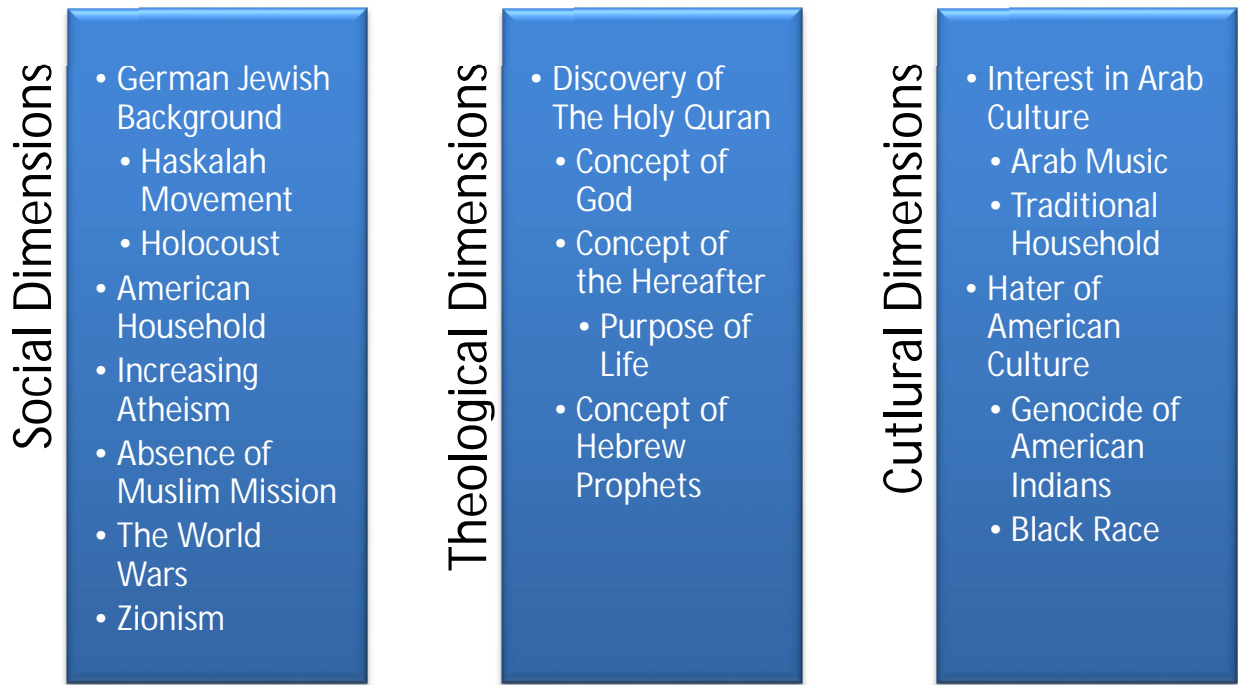 Social Dimensions
• German Jewish
Background
• Haskalah
Movement
• Holocoust
• American
Household
• Increasing
Atheism
• Absence of
Muslim Mission
• The World
Wars
• Zionism
Theological Dimensions
• Discovery of
The Holy Quran
• Concept of
God
• Concept of
the Hereafter
• Purpose of
Life
• Concept of
Hebrew
Prophets
Cutlural Dimensions
• Interest in Arab
Culture
• Arab Music
• Traditional
Household
• Hater of
American
Culture
• Genocide of
American
Indians
• Black Race